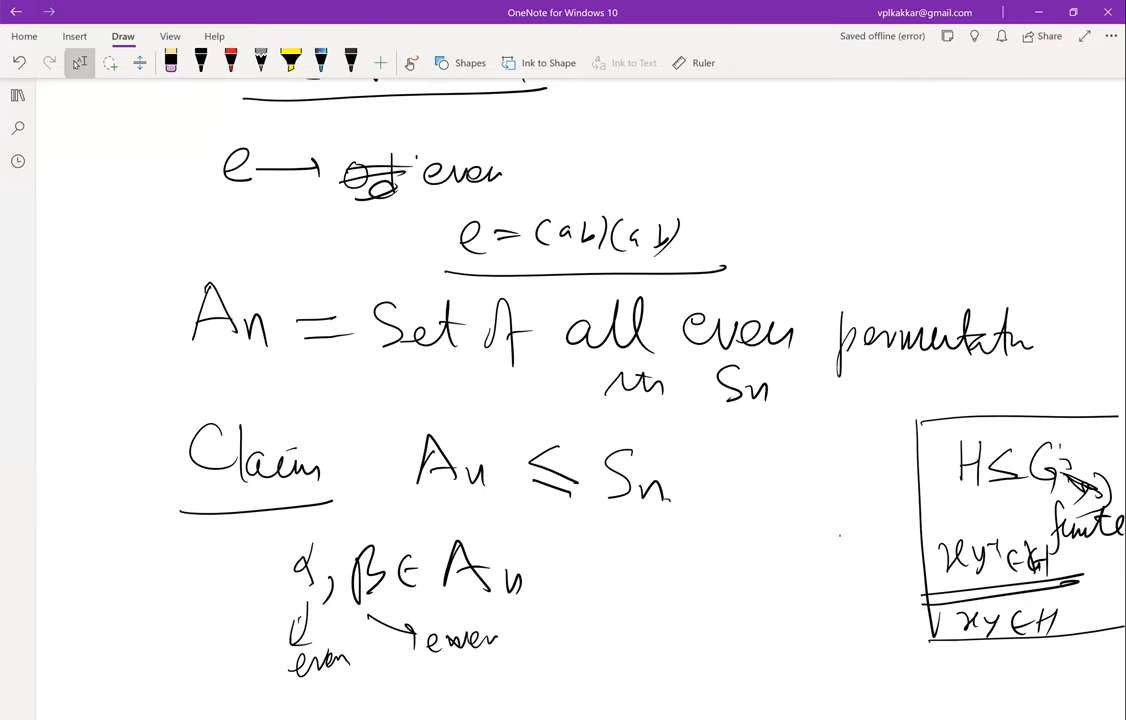 OneNote for Windows 10
vplkakkar@gmail.com
Home Insert Draw View Help
Saved offline (error) Share
Shapes Ink to Shape Ink to Text Ruler
e → even
e = (ab)(ab)
An = Set of all even
in Sn
Claim An ≤ Sn
H ≤ G
finite
α, β ∈ An
xy⁻¹ ∈ H
xy ∈ H
even even